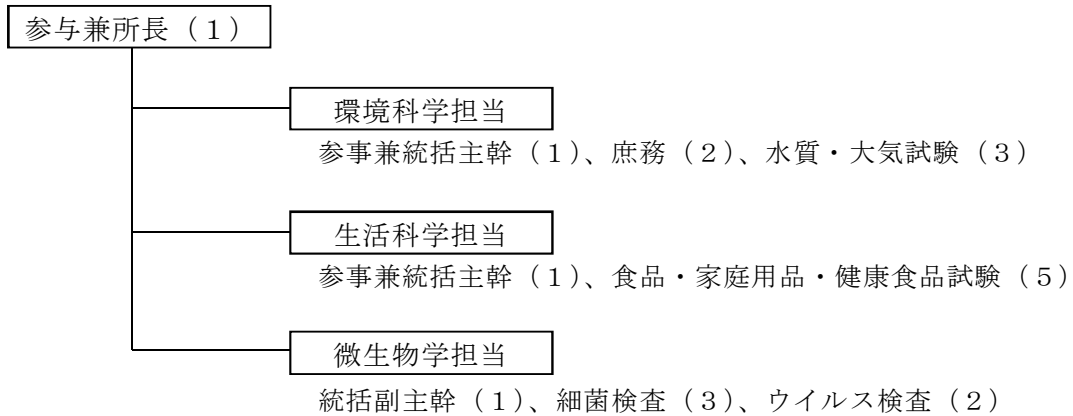 参与兼所長（１）
環境科学担当
参事兼統括主幹（１）、庶務（２）、水質・大気試験（３）
生活科学担当
参事兼統括主幹（１）、食品・家庭用品・健康食品試験（５）
微生物学担当
統括副主幹（１）、細菌検査（３）、ウイルス検査（２）